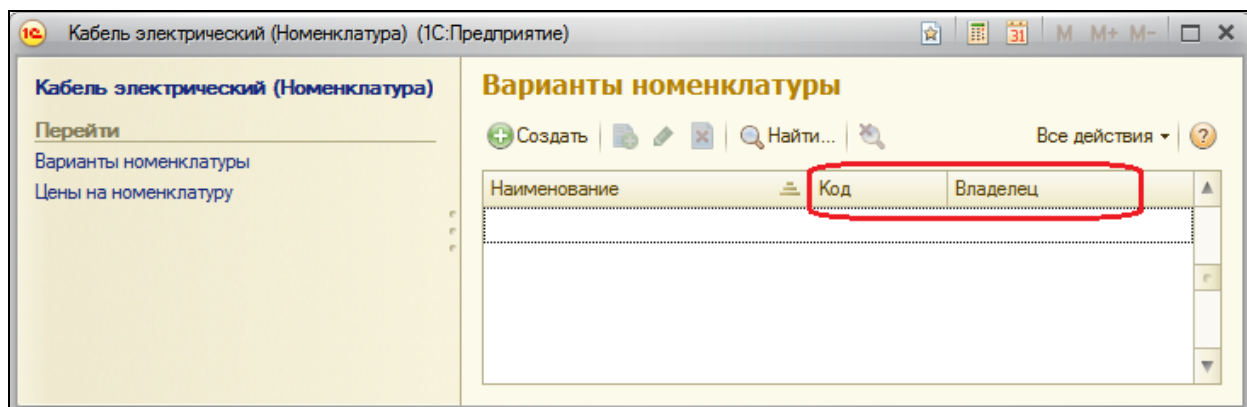 1С Кабель электрический (Номенклатура) (1С:Предприятие) 31 M M+ M-
Кабель электрический (Номенклатура)
Перейти
Варианты номенклатуры
Цены на номенклатуру
Варианты номенклатуры
Создать Найти... Все действия ?
Наименование Код Владелец